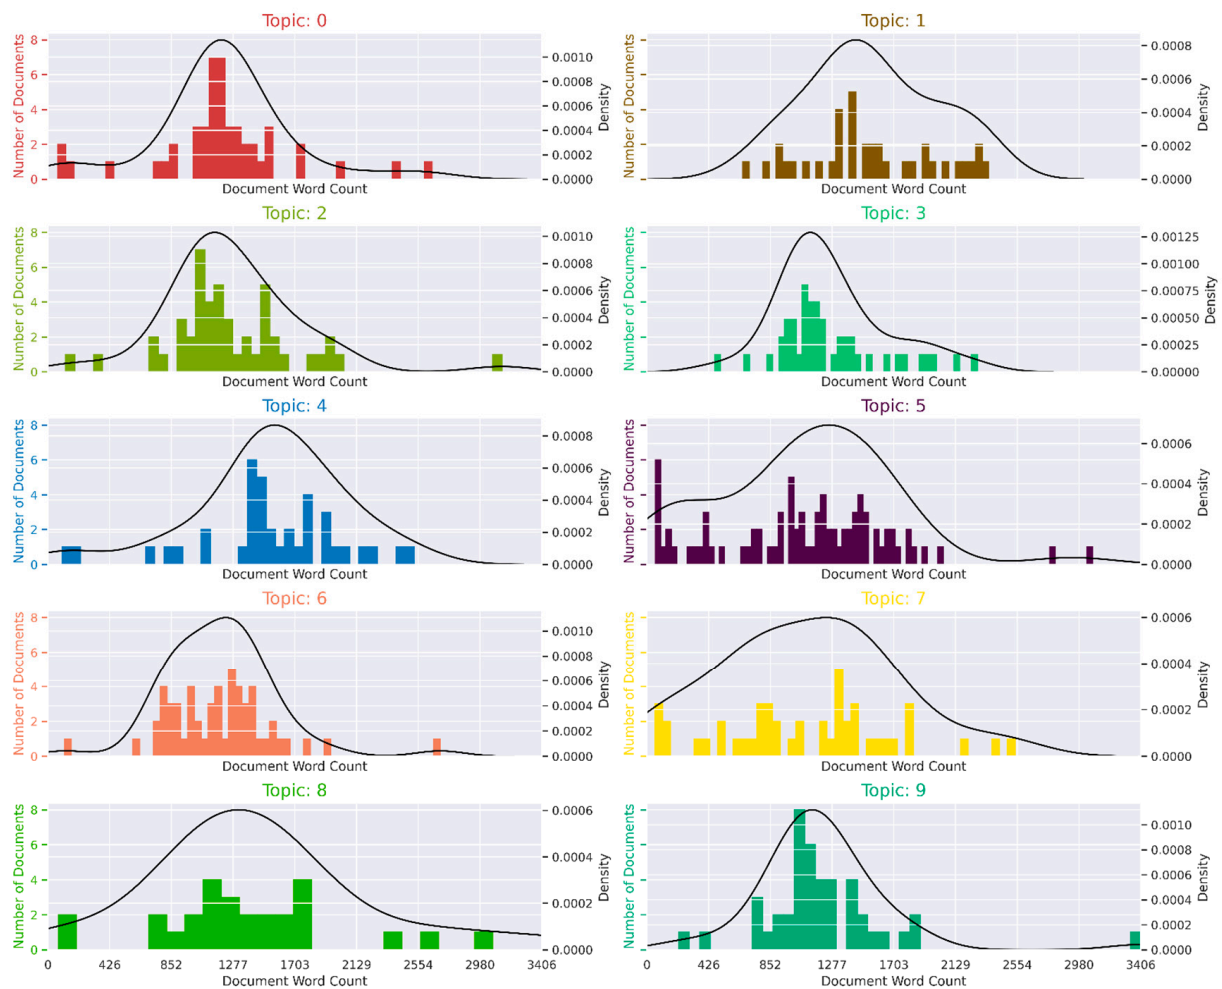 Topic: 0
Number of Documents
8
6
4
2
0
0.0010
0.0008
0.0006
0.0004
0.0002
0.0000
Density
Document Word Count
Topic: 1
Number of Documents
0.0008
0.0006
0.0004
0.0002
0.0000
Density
Document Word Count
Topic: 2
Number of Documents
8
6
4
2
0
0.0010
0.0008
0.0006
0.0004
0.0002
0.0000
Density
Document Word Count
Topic: 3
Number of Documents
0.00125
0.00100
0.00075
0.00050
0.00025
0.00000
Density
Document Word Count
Topic: 4
Number of Documents
8
6
4
2
0
0.0008
0.0006
0.0004
0.0002
0.0000
Density
Document Word Count
Topic: 5
Number of Documents
0.0006
0.0004
0.0002
0.0000
Density
Document Word Count
Topic: 6
Number of Documents
8
6
4
2
0
0.0010
0.0008
0.0006
0.0004
0.0002
0.0000
Density
Document Word Count
Topic: 7
Number of Documents
0.0006
0.0004
0.0002
0.0000
Density
Document Word Count
Topic: 8
Number of Documents
8
6
4
2
0
0.0006
0.0004
0.0002
0.0000
Density
0 426 852 1277 1703 2129 2554 2980 3406
Document Word Count
Topic: 9
Number of Documents
0.0010
0.0008
0.0006
0.0004
0.0002
0.0000
Density
0 426 852 1277 1703 2129 2554 2980 3406
Document Word Count